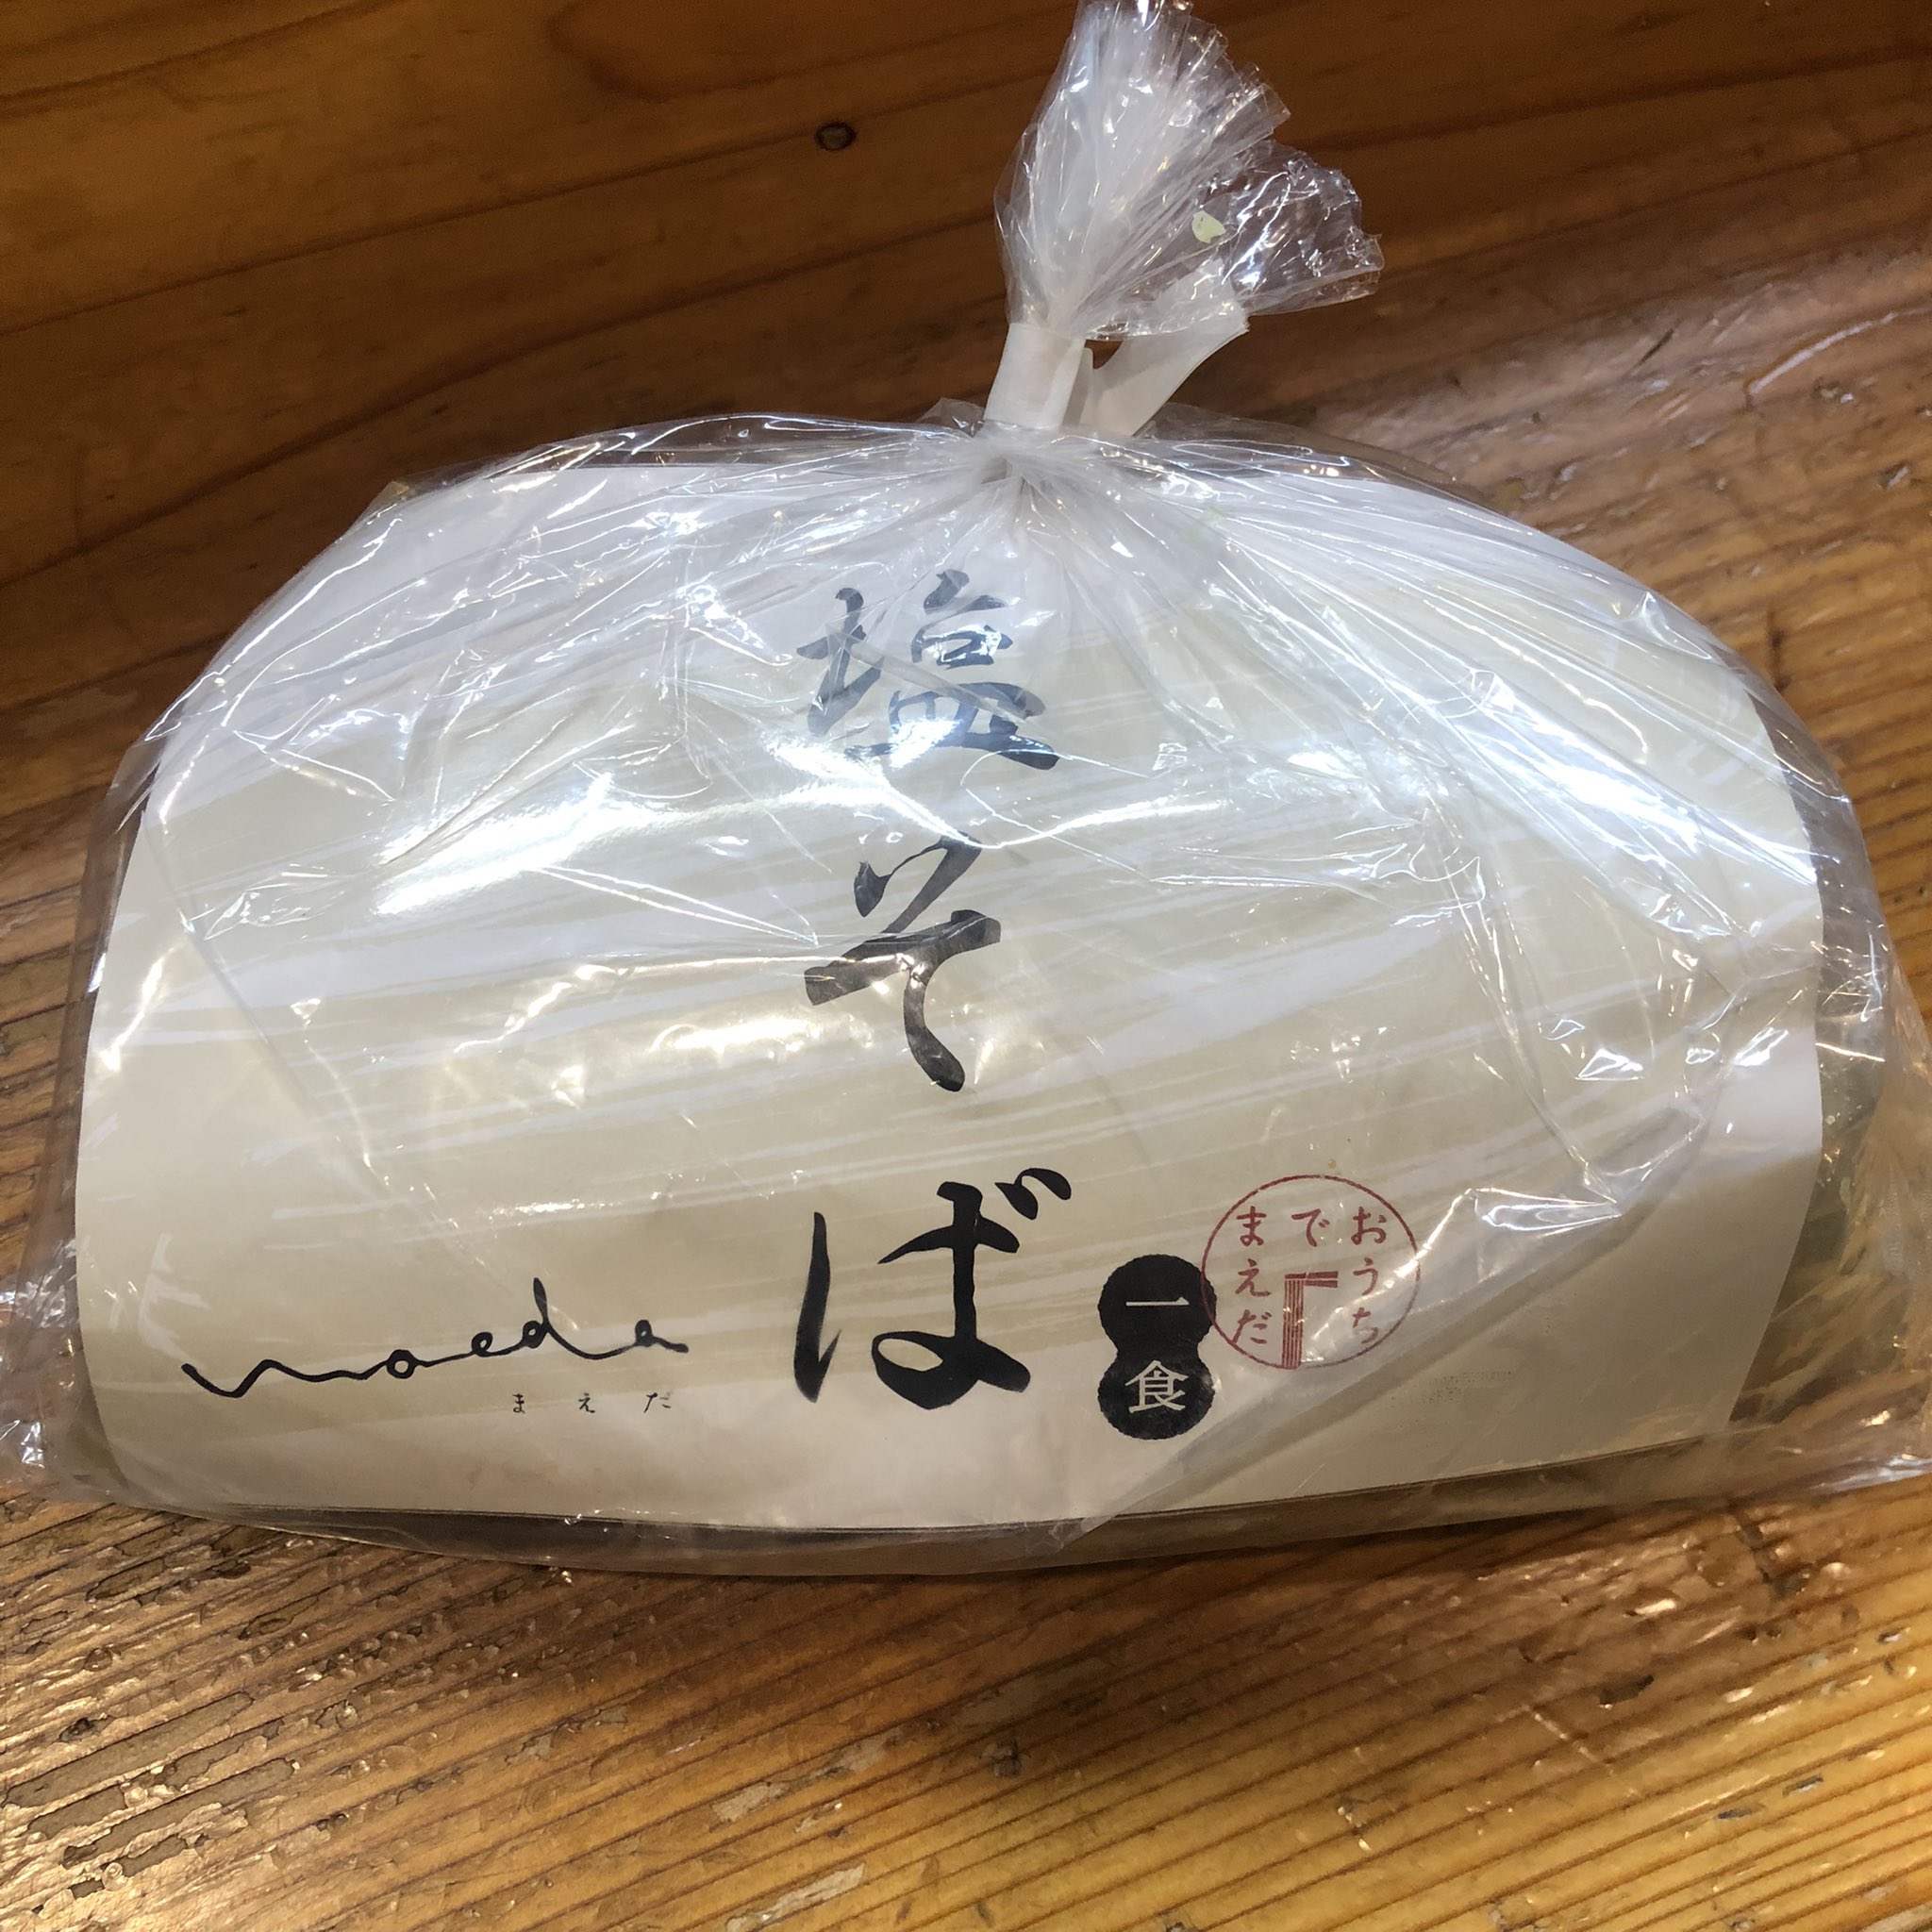 塩そば
maeda
まえだ
一食
おうち
で
まえだ